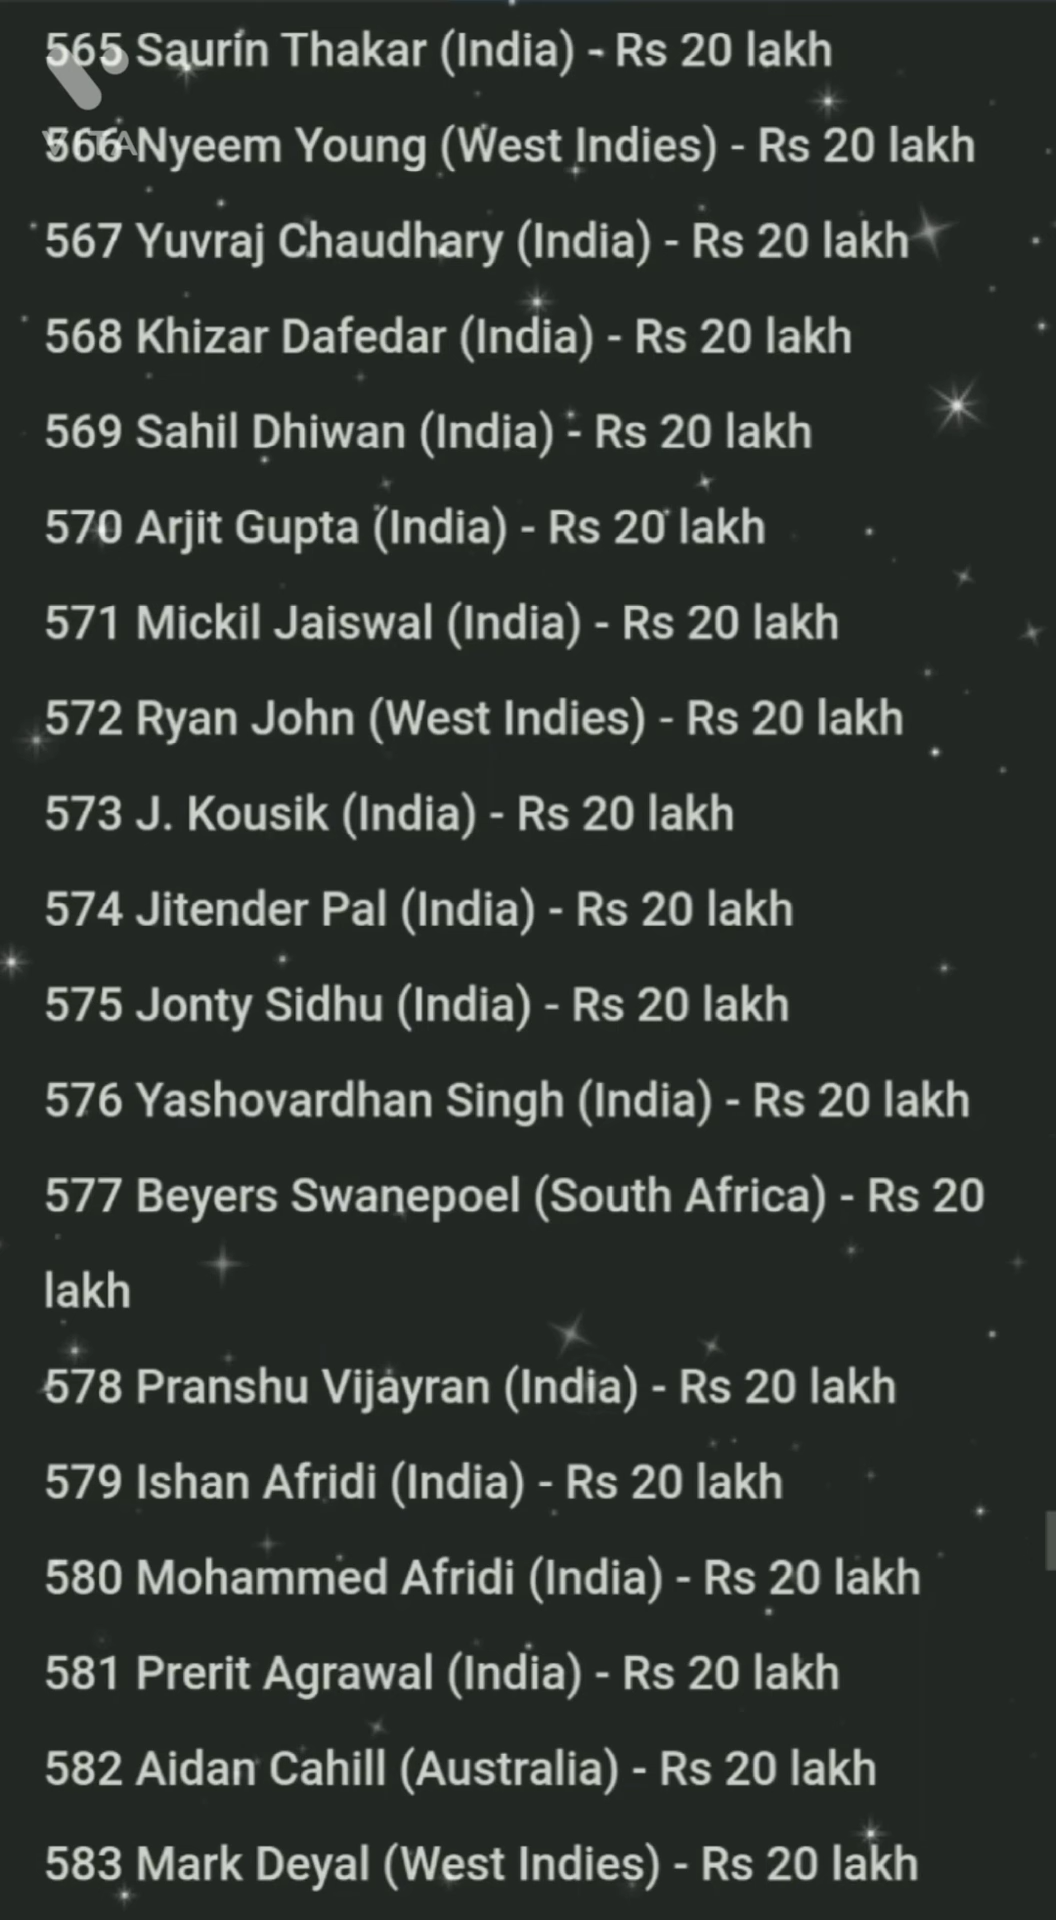 565 Saurin Thakar (India) - Rs 20 lakh
VITA
566 Nyeem Young (West Indies) - Rs 20 lakh
567 Yuvraj Chaudhary (India) - Rs 20 lakh
568 Khizar Dafedar (India) - Rs 20 lakh
569 Sahil Dhiwan (India) - Rs 20 lakh
570 Arjit Gupta (India) - Rs 20 lakh
571 Mickil Jaiswal (India) - Rs 20 lakh
572 Ryan John (West Indies) - Rs 20 lakh
573 J. Kousik (India) - Rs 20 lakh
574 Jitender Pal (India) - Rs 20 lakh
575 Jonty Sidhu (India) - Rs 20 lakh
576 Yashovardhan Singh (India) - Rs 20 lakh
577 Beyers Swanepoel (South Africa) - Rs 20
lakh
578 Pranshu Vijayran (India) - Rs 20 lakh
579 Ishan Afridi (India) - Rs 20 lakh
580 Mohammed Afridi (India) - Rs 20 lakh
581 Prerit Agrawal (India) - Rs 20 lakh
582 Aidan Cahill (Australia) - Rs 20 lakh
583 Mark Deyal (West Indies) - Rs 20 lakh